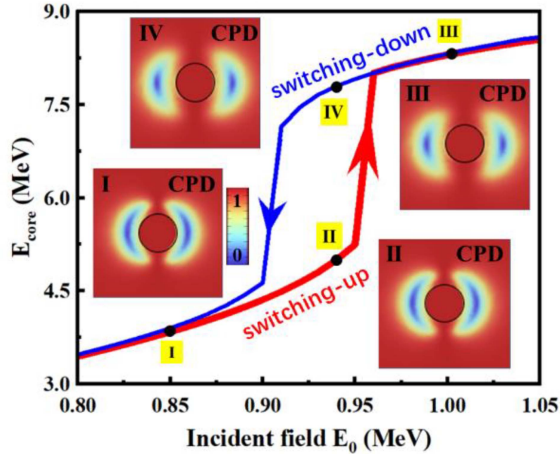 9.0
7.5
6.0
4.5
3.0
E_core (MeV)
IV CPD
switching-down
III
IV
III CPD
I CPD
1
0
II
switching-up
II CPD
I
0.80 0.85 0.90 0.95 1.00 1.05
Incident field E_0 (MeV)